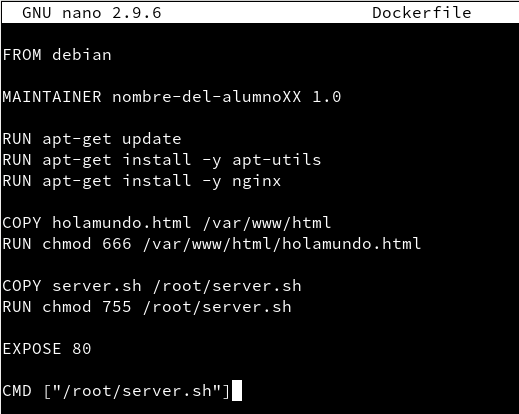 GNU nano 2.9.6 Dockerfile
FROM debian
MAINTAINER nombre-del-alumnoXX 1.0
RUN apt-get update
RUN apt-get install -y apt-utils
RUN apt-get install -y nginx
COPY holamundo.html /var/www/html
RUN chmod 666 /var/www/html/holamundo.html
COPY server.sh /root/server.sh
RUN chmod 755 /root/server.sh
EXPOSE 80
CMD ["/root/server.sh"]